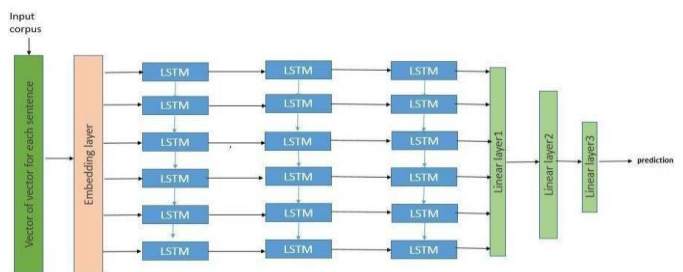 Input
corpus
Vector of vector for each sentence
Embedding layer
LSTM LSTM LSTM
LSTM LSTM LSTM
LSTM LSTM LSTM
LSTM LSTM LSTM
LSTM LSTM LSTM
LSTM LSTM LSTM
Linear layer1
Linear layer2
Linear layer3
prediction